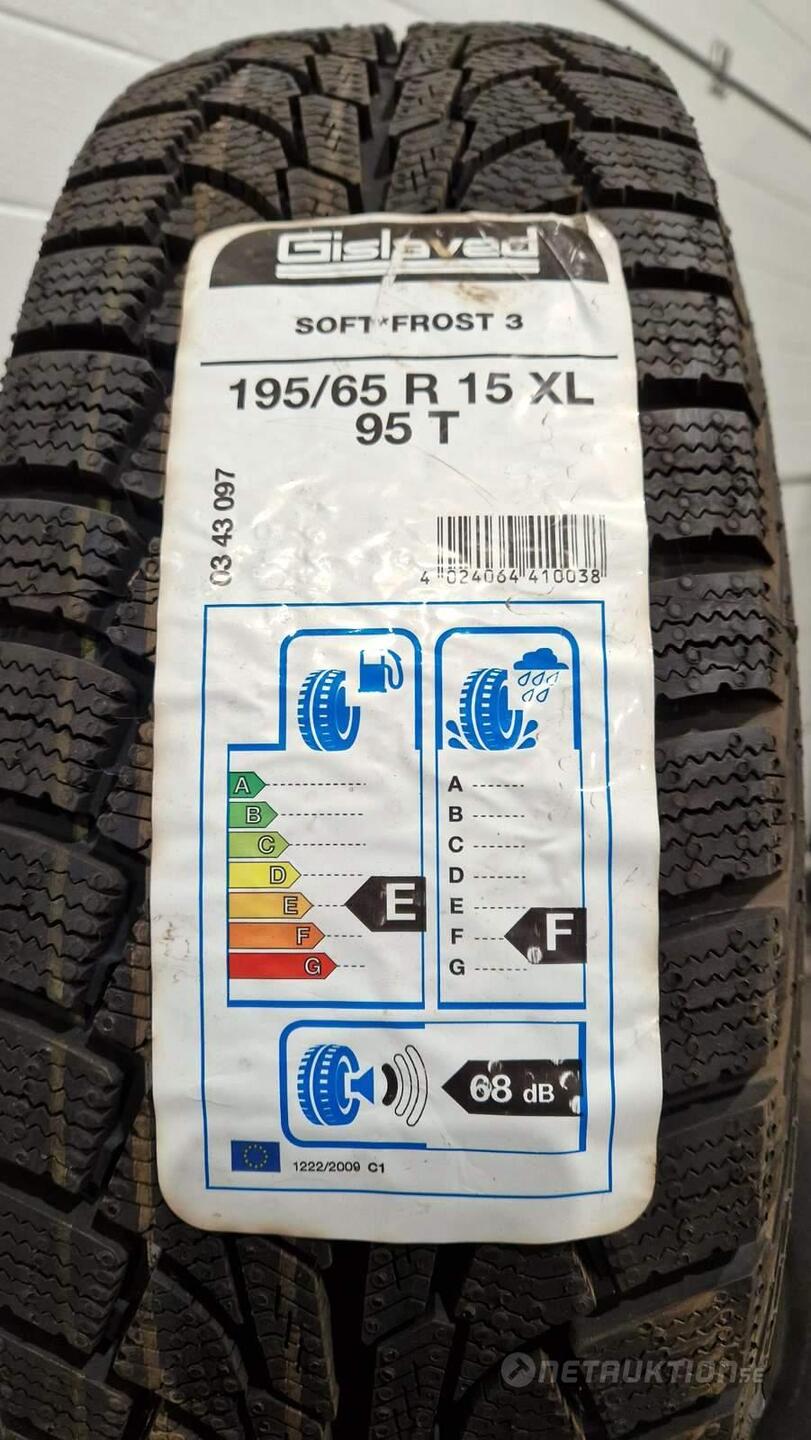 Gislaved
SOFT*FROST 3
195/65 R 15 XL
95 T
03 43 097
4 024064 410038
A
B
C
D
E
F
G
E
A
B
C
D
E
F
G
F
68 dB
1222/2009 C1
NETAUKTION.SE